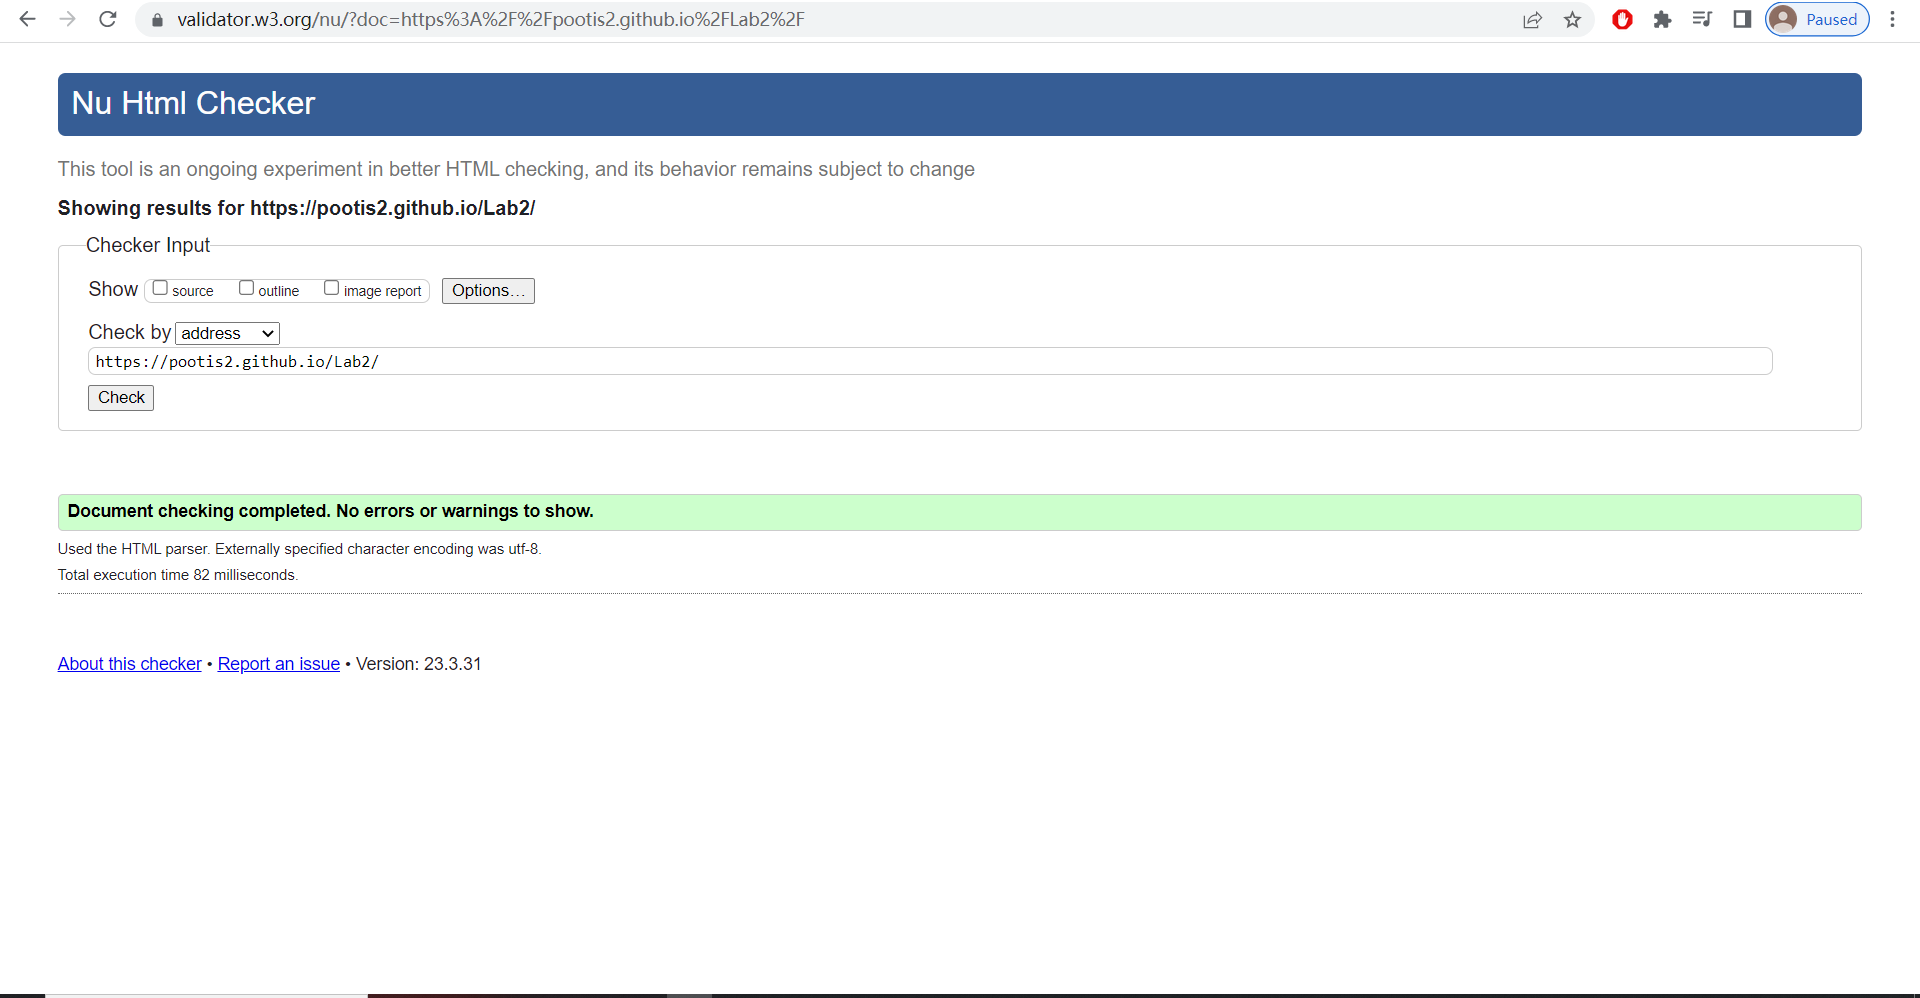 validator.w3.org/nu/?doc=https%3A%2F%2Fpootis2.github.io%2FLab2%2F
Paused
Nu Html Checker
This tool is an ongoing experiment in better HTML checking, and its behavior remains subject to change
Showing results for https://pootis2.github.io/Lab2/
Checker Input
Show source outline image report Options...
Check by address
https://pootis2.github.io/Lab2/
Check
Document checking completed. No errors or warnings to show.
Used the HTML parser. Externally specified character encoding was utf-8.
Total execution time 82 milliseconds.
About this checker • Report an issue • Version: 23.3.31